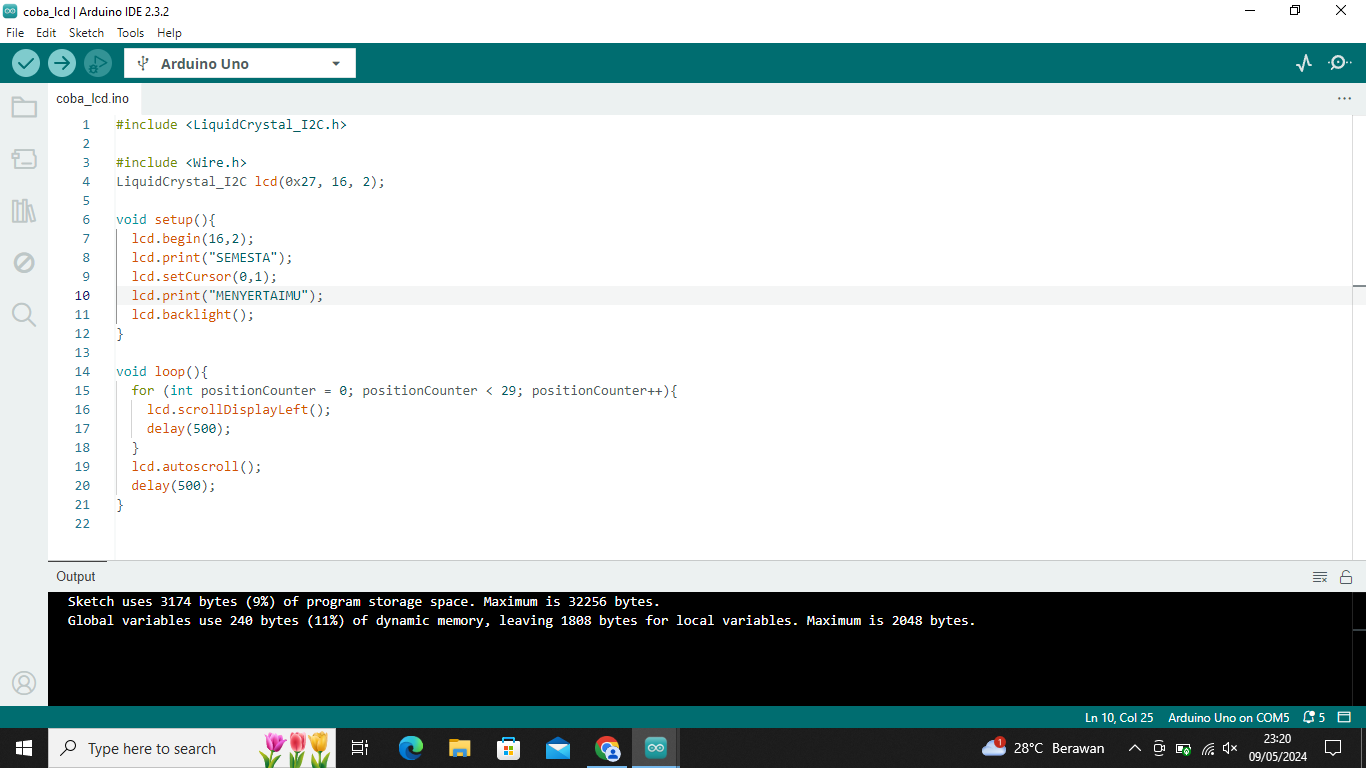 coba_lcd | Arduino IDE 2.3.2
File Edit Sketch Tools Help
Arduino Uno
coba_lcd.ino
1 #include <LiquidCrystal_I2C.h>
2
3 #include <Wire.h>
4 LiquidCrystal_I2C lcd(0x27, 16, 2);
5
6 void setup(){
7 lcd.begin(16,2);
8 lcd.print("SEMESTA");
9 lcd.setCursor(0,1);
10 lcd.print("MENYERTAIMU");
11 lcd.backlight();
12 }
13
14 void loop(){
15 for (int positionCounter = 0; positionCounter < 29; positionCounter++){
16 lcd.scrollDisplayLeft();
17 delay(500);
18 }
19 lcd.autoscroll();
20 delay(500);
21 }
22
Output
Sketch uses 3174 bytes (9%) of program storage space. Maximum is 32256 bytes.
Global variables use 240 bytes (11%) of dynamic memory, leaving 1808 bytes for local variables. Maximum is 2048 bytes.
Ln 10, Col 25 Arduino Uno on COM5 5
Type here to search
1 28°C Berawan
23:20
09/05/2024